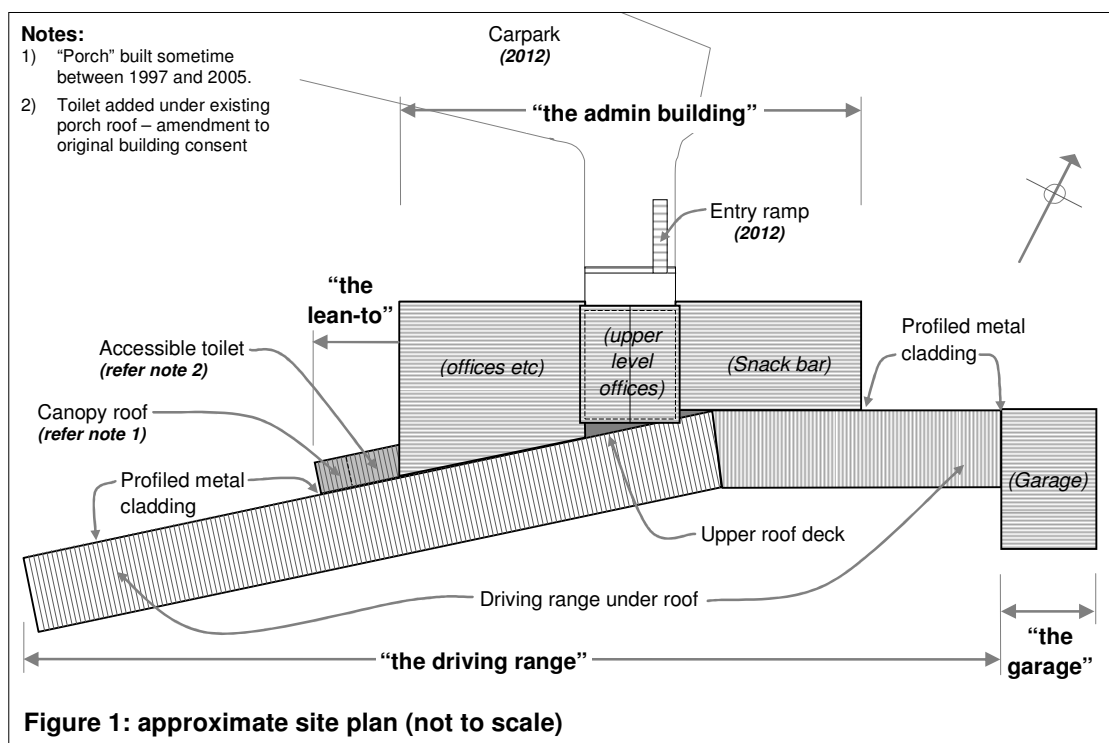 Notes:
1) “Porch” built sometime
between 1997 and 2005.
2) Toilet added under existing
porch roof – amendment to
original building consent
Carpark
(2012)
“the admin building”
Entry ramp
(2012)
“the
lean-to”
Accessible toilet
(refer note 2)
Canopy roof
(refer note 1)
Profiled metal
cladding
(offices etc)
(upper
level
offices)
(Snack bar)
Profiled metal
cladding
(Garage)
Upper roof deck
Driving range under roof
“the driving range”
“the
garage”
Figure 1: approximate site plan (not to scale)